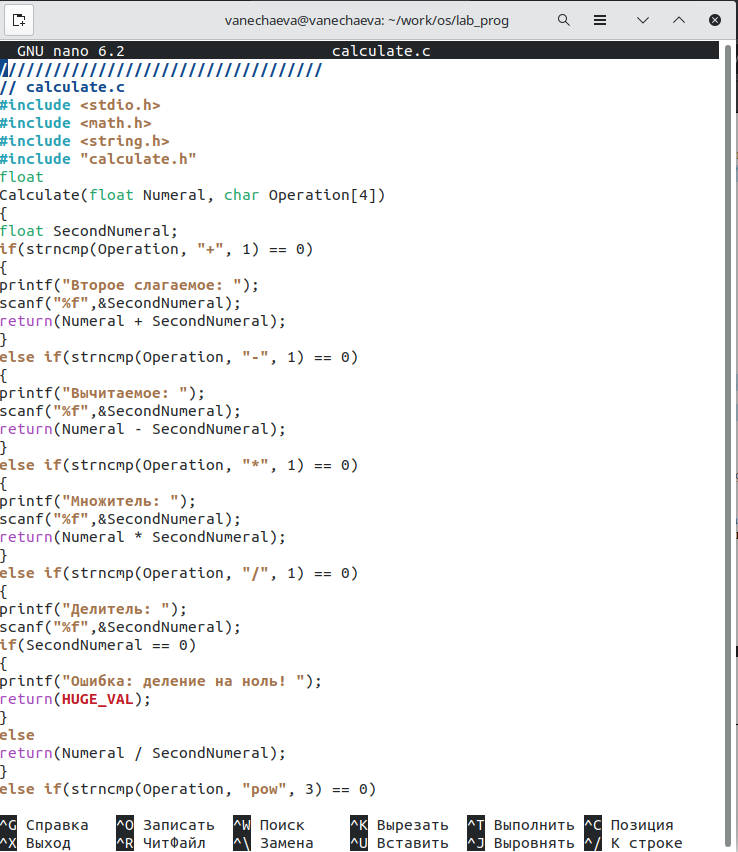 vanechaeva@vanechaeva: ~/work/os/lab_prog
GNU nano 6.2 calculate.c
////////////////////////////////////
// calculate.c
#include <stdio.h>
#include <math.h>
#include <string.h>
#include "calculate.h"
float
Calculate(float Numeral, char Operation[4])
{
float SecondNumeral;
if(strncmp(Operation, "+", 1) == 0)
{
printf("Второе слагаемое: ");
scanf("%f",&SecondNumeral);
return(Numeral + SecondNumeral);
}
else if(strncmp(Operation, "-", 1) == 0)
{
printf("Вычитаемое: ");
scanf("%f",&SecondNumeral);
return(Numeral - SecondNumeral);
}
else if(strncmp(Operation, "*", 1) == 0)
{
printf("Множитель: ");
scanf("%f",&SecondNumeral);
return(Numeral * SecondNumeral);
}
else if(strncmp(Operation, "/", 1) == 0)
{
printf("Делитель: ");
scanf("%f",&SecondNumeral);
if(SecondNumeral == 0)
{
printf("Ошибка: деление на ноль! ");
return(HUGE_VAL);
}
else
return(Numeral / SecondNumeral);
}
else if(strncmp(Operation, "pow", 3) == 0)
^G Справка ^O Записать ^W Поиск ^K Вырезать ^T Выполнить ^C Позиция
^X Выход ^R ЧитФайл ^\ Замена ^U Вставить ^J Выровнять ^/ К строке